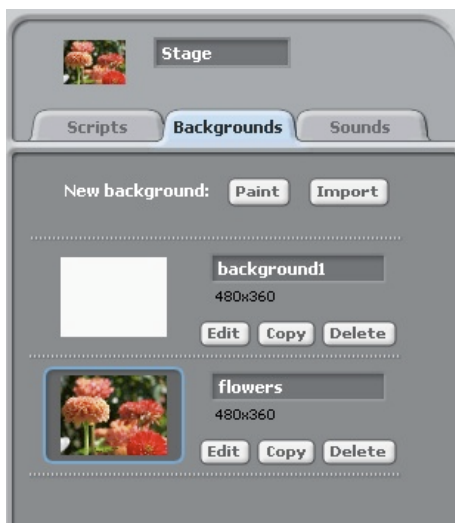 Stage
Scripts Backgrounds Sounds
New background: Paint Import
background1
480x360
Edit Copy Delete
flowers
480x360
Edit Copy Delete